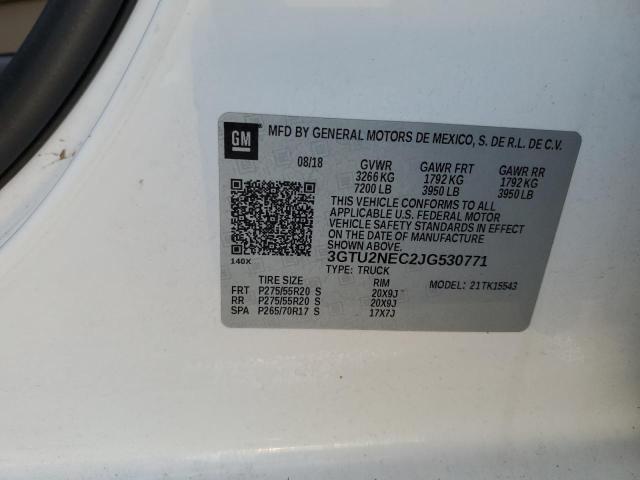 GM MFD BY GENERAL MOTORS DE MEXICO, S. DE R.L. DE C.V.
08/18 GVWR GAWR FRT GAWR RR
3266 KG 1792 KG 1792 KG
7200 LB 3950 LB 3950 LB
THIS VEHICLE CONFORMS TO ALL
APPLICABLE U.S. FEDERAL MOTOR
VEHICLE SAFETY STANDARDS IN EFFECT
ON THE DATE OF MANUFACTURE
SHOWN ABOVE.
140X 3GTU2NEC2JG530771
TYPE: TRUCK
TIRE SIZE RIM MODEL: 21TK15543
FRT P275/55R20 S 20X9J
RR P275/55R20 S 20X9J
SPA P265/70R17 S 17X7J